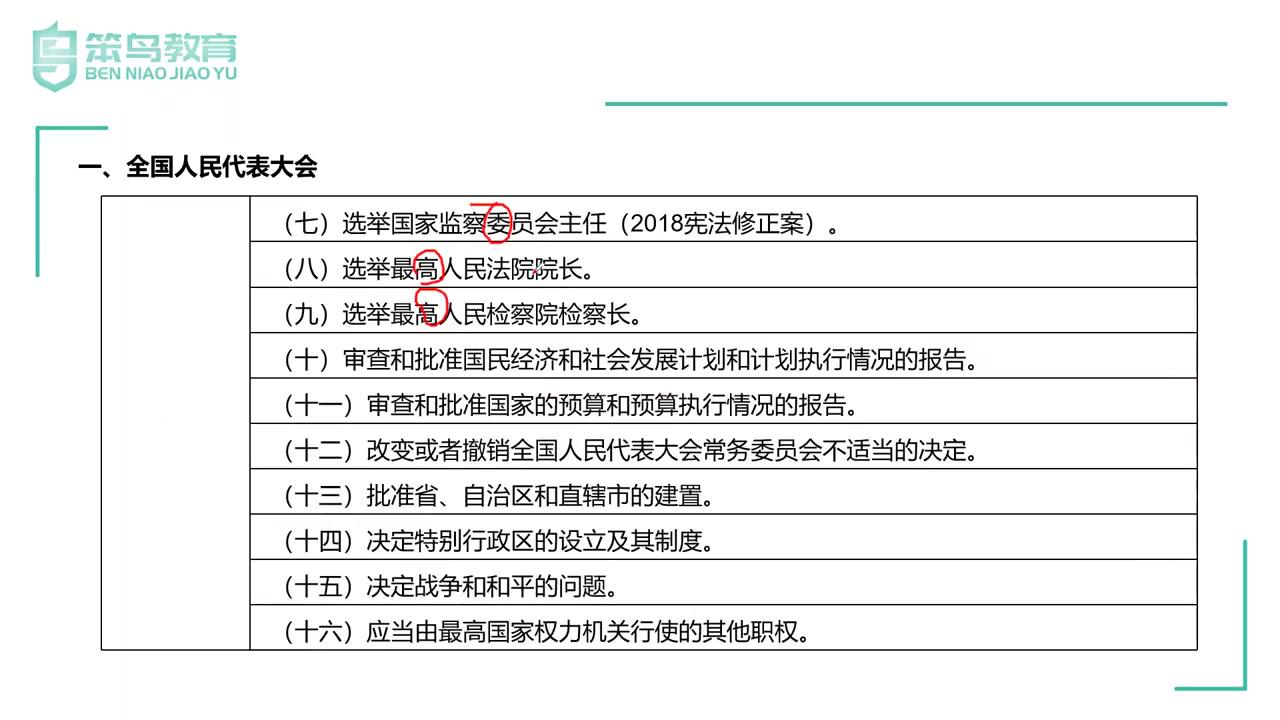 笨鸟教育
BEN NIAO JIAO YU
一、全国人民代表大会
（七）选举国家监察委员会主任（2018宪法修正案）。
（八）选举最高人民法院院长。
（九）选举最高人民检察院检察长。
（十）审查和批准国民经济和社会发展计划和计划执行情况的报告。
（十一）审查和批准国家的预算和预算执行情况的报告。
（十二）改变或者撤销全国人民代表大会常务委员会不适当的决定。
（十三）批准省、自治区和直辖市的建置。
（十四）决定特别行政区的设立及其制度。
（十五）决定战争和和平的问题。
（十六）应当由最高国家权力机关行使的其他职权。